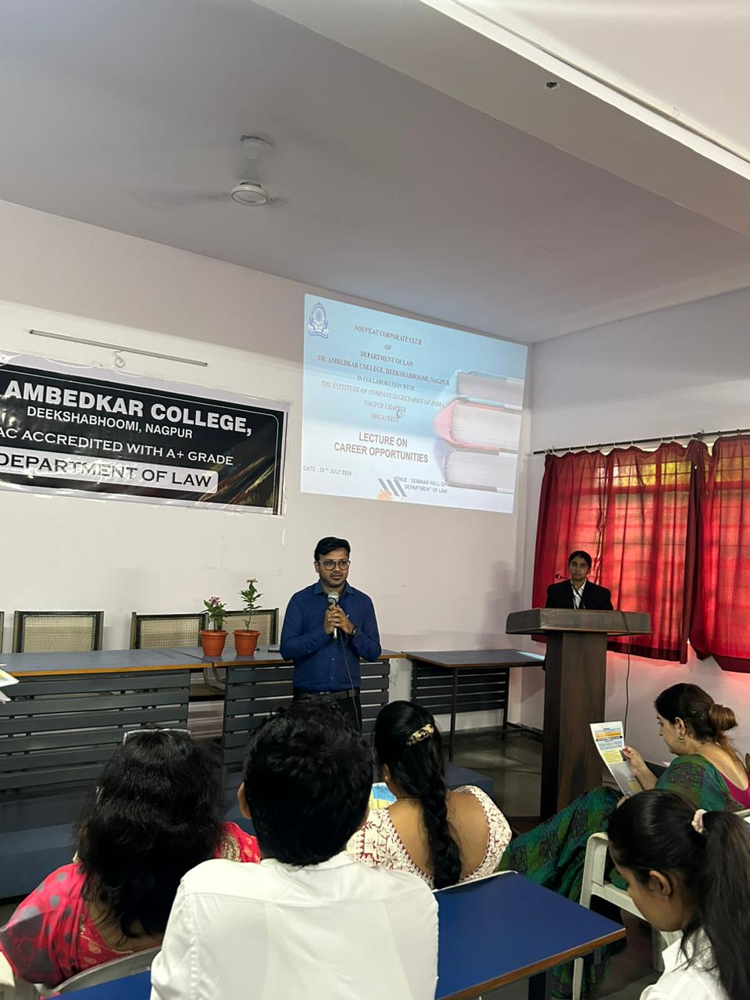 AMBEDKAR COLLEGE,
DEEKSHABHOOMI, NAGPUR
AC ACCREDITED WITH A+ GRADE
DEPARTMENT OF LAW
NOUVEAU CORPORATE CLUB
OF
DEPARTMENT OF LAW
DR. AMBEDKAR COLLEGE, DEEKSHABHOOMI, NAGPUR
IN COLLABORATION WITH
THE INSTITUTE OF COMPANY SECRETARIES OF INDIA
NAGPUR CHAPTER
ORGANIZES
LECTURE ON
CAREER OPPORTUNITIES
DATE : 29TH JULY 2024
VENUE : SEMINAR HALL OF
DEPARTMENT OF LAW